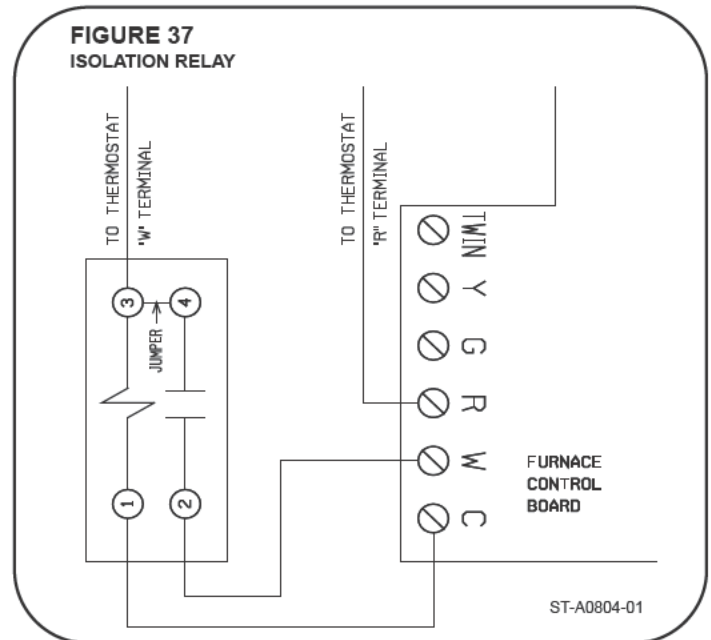 FIGURE 37
ISOLATION RELAY
TO THERMOSTAT
'W' TERMINAL
TO THERMOSTAT
'R" TERMINAL
3
4
JUMPER
1
2
TWIN
Y
G
R
W
C
FURNACE
CONTROL
BOARD
ST-A0804-01